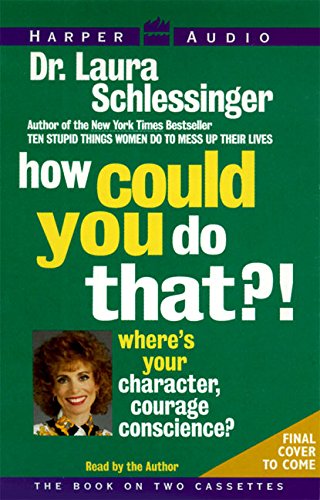 HARPER AUDIO
Dr. Laura
Schlessinger
Author of the New York Times Bestseller
TEN STUPID THINGS WOMEN DO TO MESS UP THEIR LIVES
how could
you do
that?!
where's
your
character,
courage
conscience?
Read by the Author
FINAL
COVER
TO COME
THE BOOK ON TWO CASSETTES